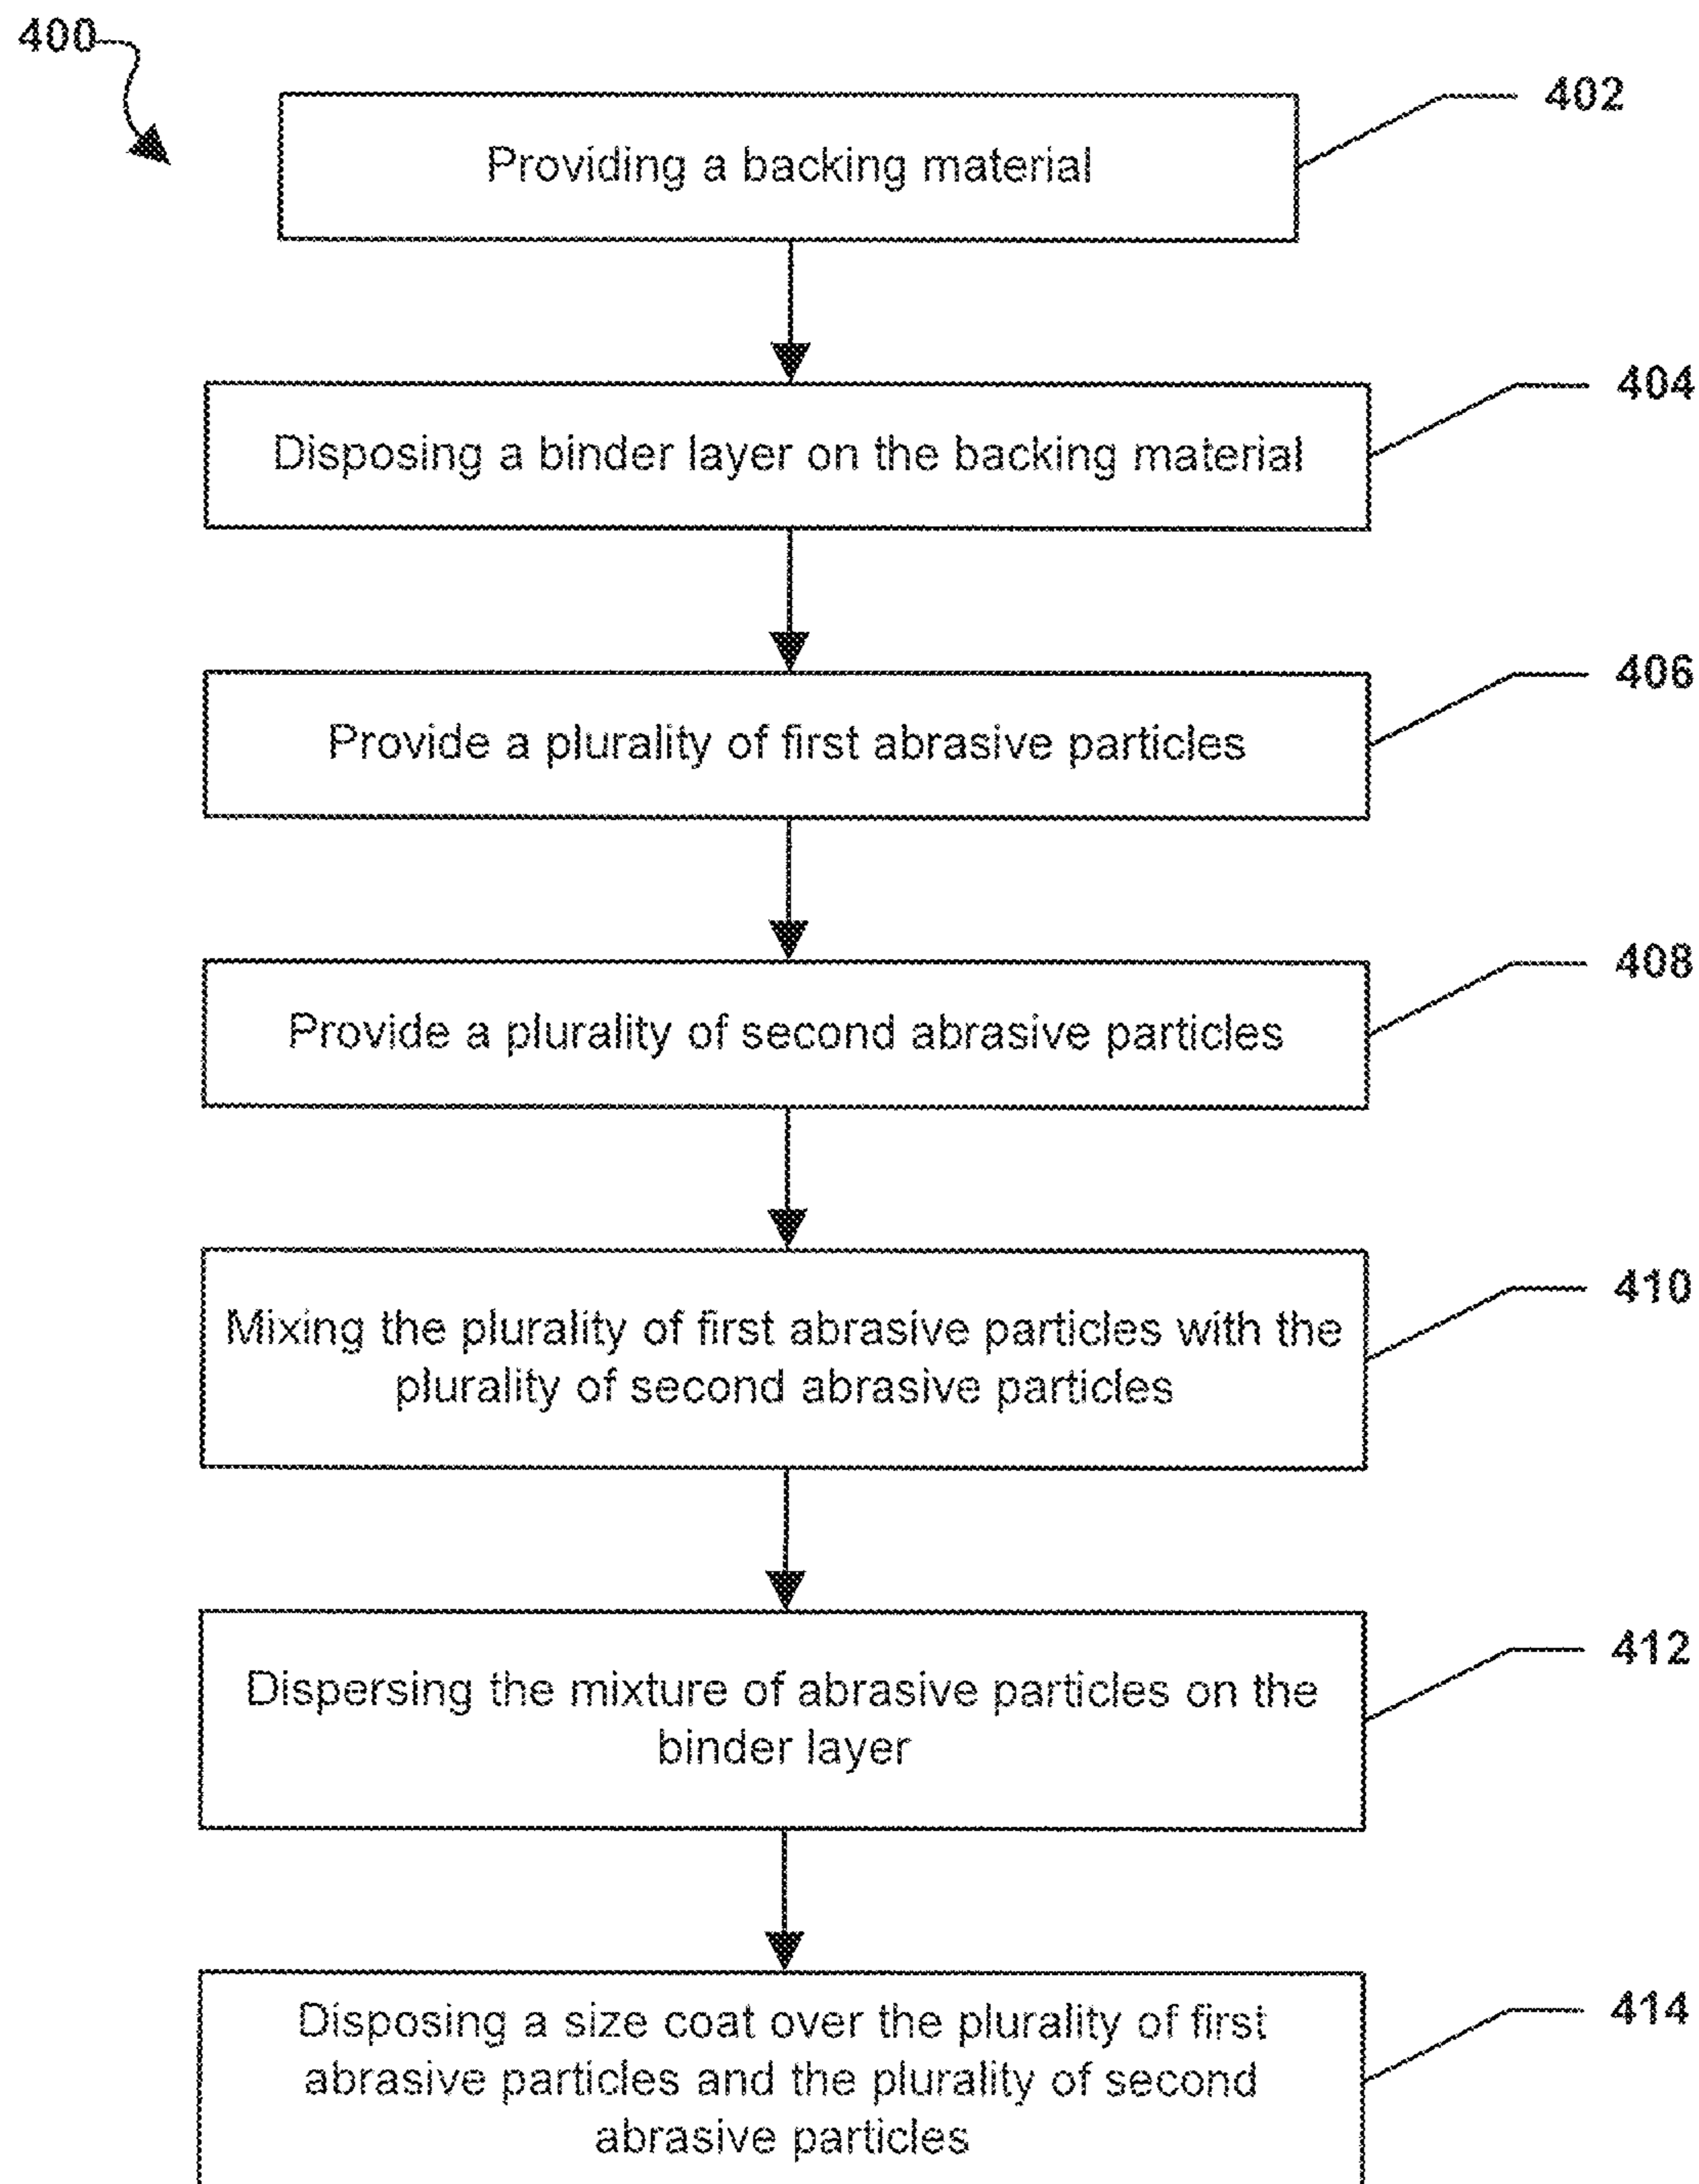 400
402
Providing a backing material
404
Disposing a binder layer on the backing material
406
Provide a plurality of first abrasive particles
408
Provide a plurality of second abrasive particles
410
Mixing the plurality of first abrasive particles with the
plurality of second abrasive particles
412
Dispersing the mixture of abrasive particles on the
binder layer
414
Disposing a size coat over the plurality of first
abrasive particles and the plurality of second
abrasive particles